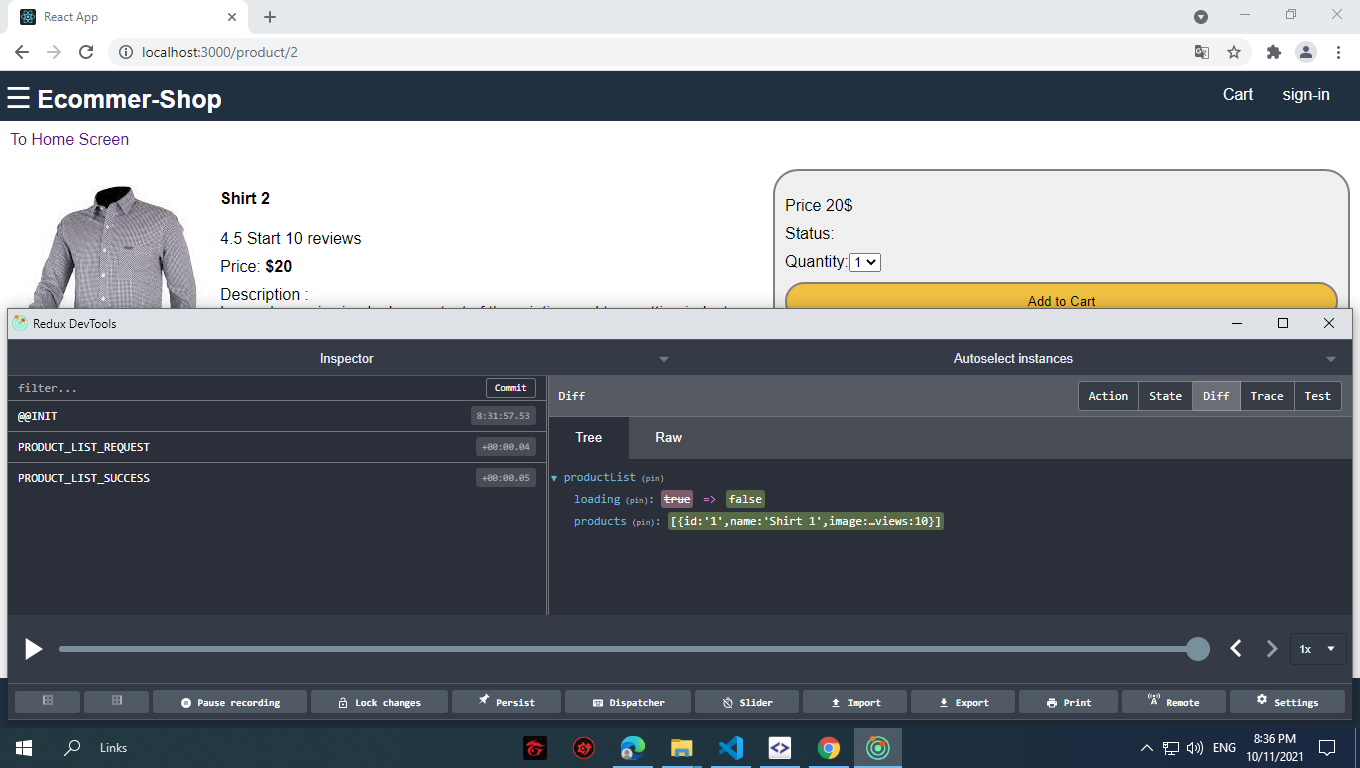 React App
localhost:3000/product/2
☰ Ecommer-Shop
Cart
sign-in
To Home Screen
Shirt 2
4.5 Start 10 reviews
Price: $20
Description :
Price 20$
Status:
Quantity: 1
Add to Cart
Redux DevTools
Inspector
Autoselect instances
filter...
Commit
@@INIT
8:31:57.53
PRODUCT_LIST_REQUEST
+00:00.04
PRODUCT_LIST_SUCCESS
+00:00.05
Diff
Action
State
Diff
Trace
Test
Tree
Raw
productList (pin)
loading (pin): true => false
products (pin): [{id:'1',name:'Shirt 1',image:…views:10}]
1x
Pause recording
Lock changes
Persist
Dispatcher
Slider
Import
Export
Print
Remote
Settings
Links
ENG
8:36 PM
10/11/2021